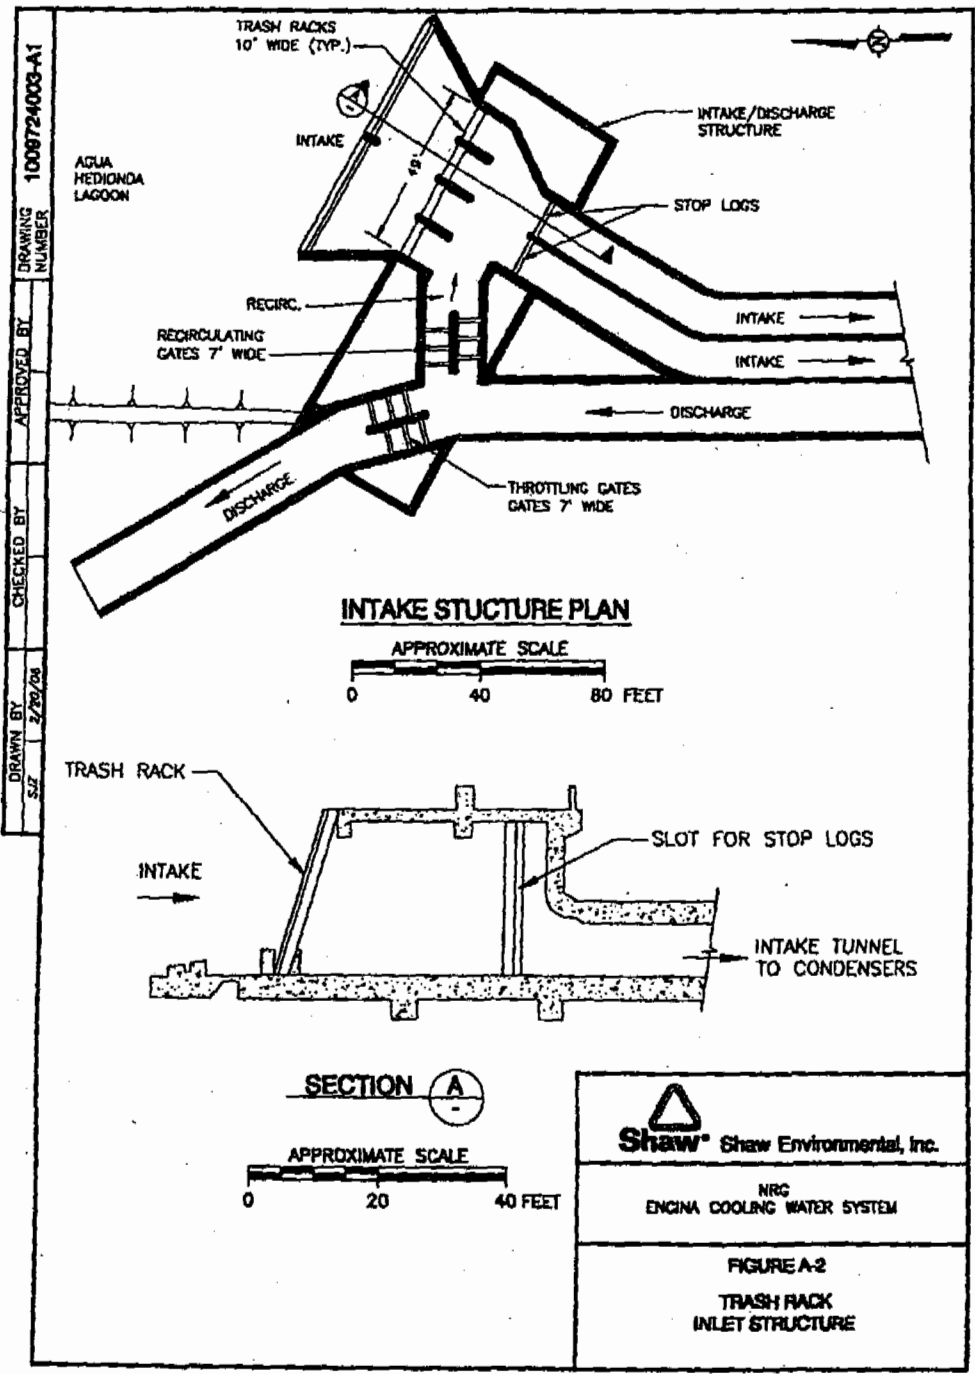 TRASH RACKS
10' WIDE (TYP.)
A
-
INTAKE
49'
AGUA
HEDIONDA
LAGOON
N
INTAKE/DISCHARGE
STRUCTURE
STOP LOGS
RECIRC.
RECIRCULATING
GATES 7' WIDE
INTAKE
INTAKE
DISCHARGE
DISCHARGE
THROTTLING GATES
GATES 7' WIDE
INTAKE STUCTURE PLAN
APPROXIMATE SCALE
0 40 80 FEET
TRASH RACK
INTAKE
SLOT FOR STOP LOGS
INTAKE TUNNEL
TO CONDENSERS
SECTION A
-
APPROXIMATE SCALE
0 20 40 FEET
Shaw® Shaw Environmental, Inc.
NRG
ENCINA COOLING WATER SYSTEM
FIGURE A-2
TRASH RACK
INLET STRUCTURE
DRAWN BY
SJZ 2/20/06
CHECKED BY
APPROVED BY
DRAWING
NUMBER
1009724003-A1